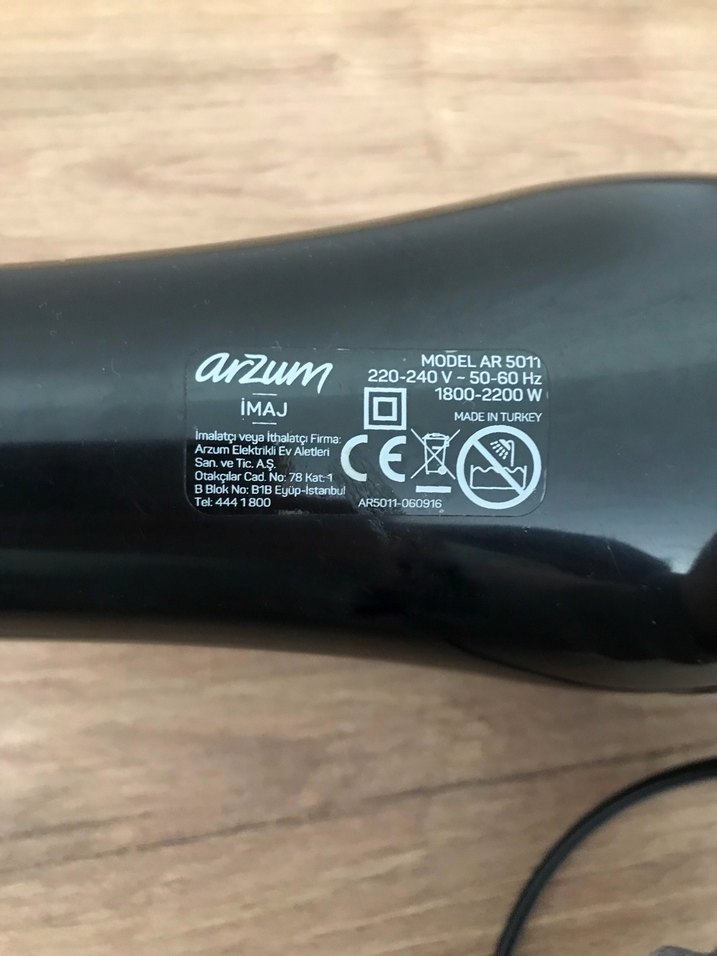 arzum
İMAJ
İmalatçı veya İthalatçı Firma:
Arzum Elektrikli Ev Aletleri
San. ve Tic. A.Ş.
Otakçılar Cad. No: 78 Kat:1
B Blok No: B1B Eyüp-İstanbul
Tel: 444 1 800
MODEL AR 5011
220-240 V ~ 50-60 Hz
1800-2200 W
MADE IN TURKEY
CE
AR5011-060916